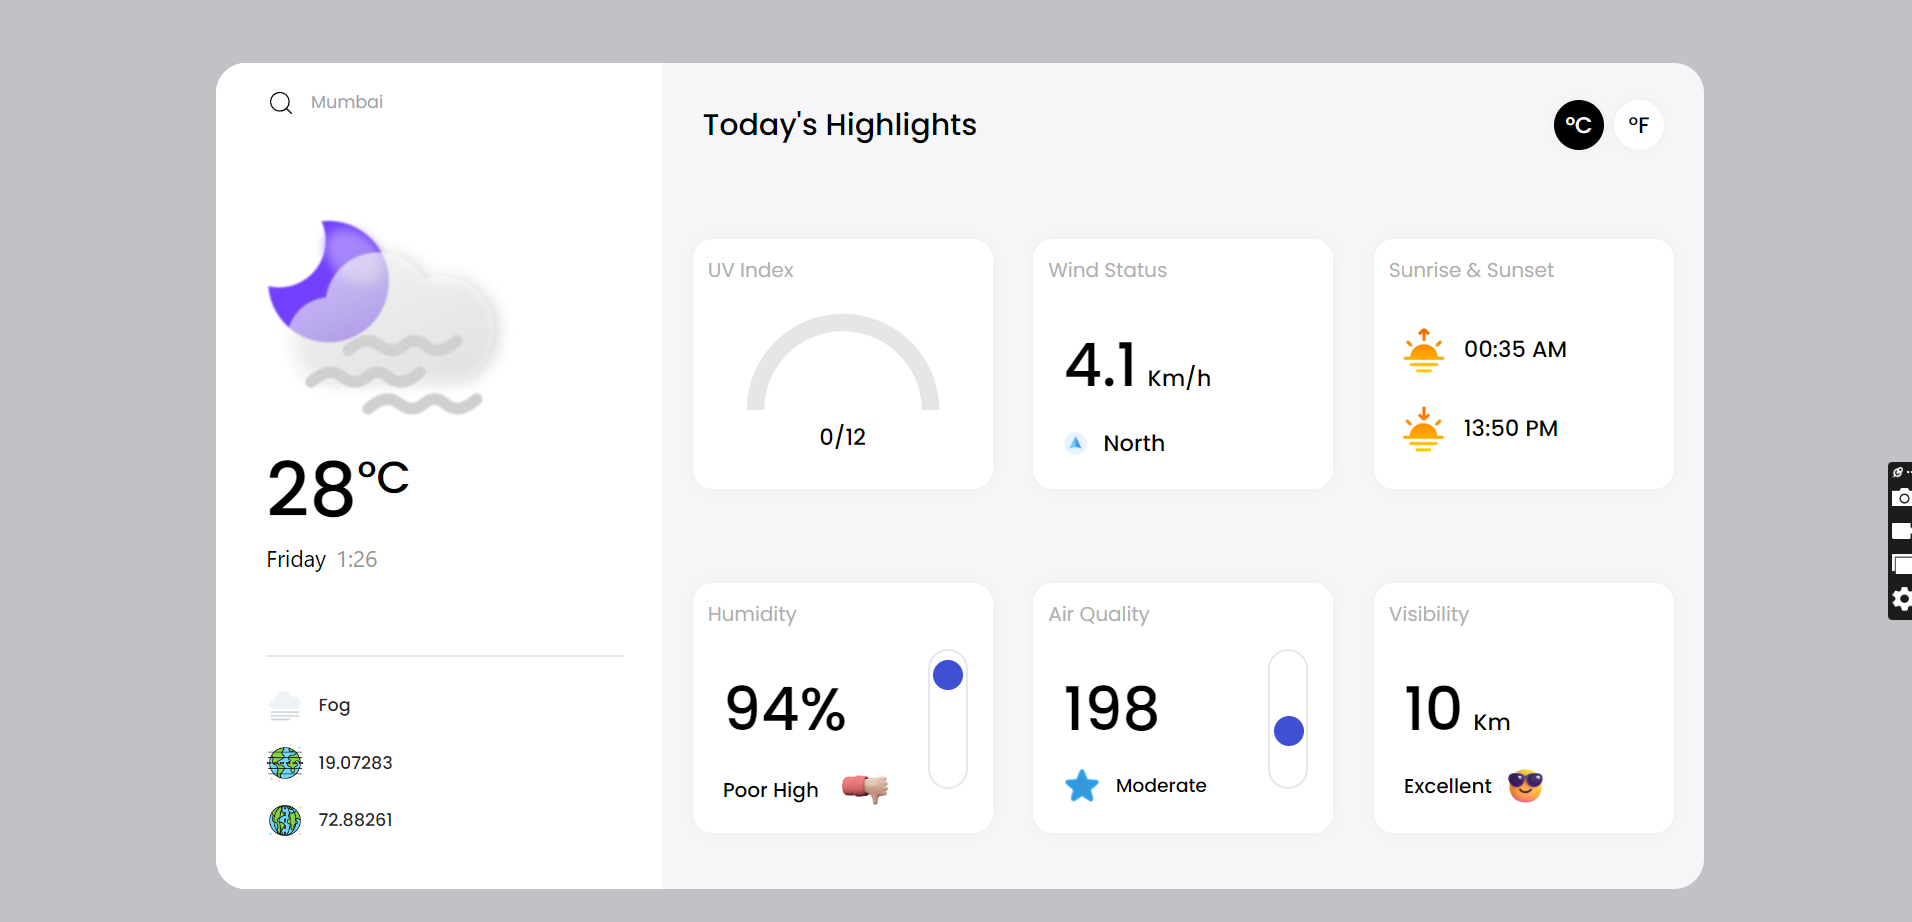 Mumbai
28°C
Friday 1:26
Fog
19.07283
72.88261
Today's Highlights
°C
°F
UV Index
0/12
Wind Status
4.1 Km/h
North
Sunrise & Sunset
00:35 AM
13:50 PM
Humidity
94%
Poor High
Air Quality
198
Moderate
Visibility
10 Km
Excellent